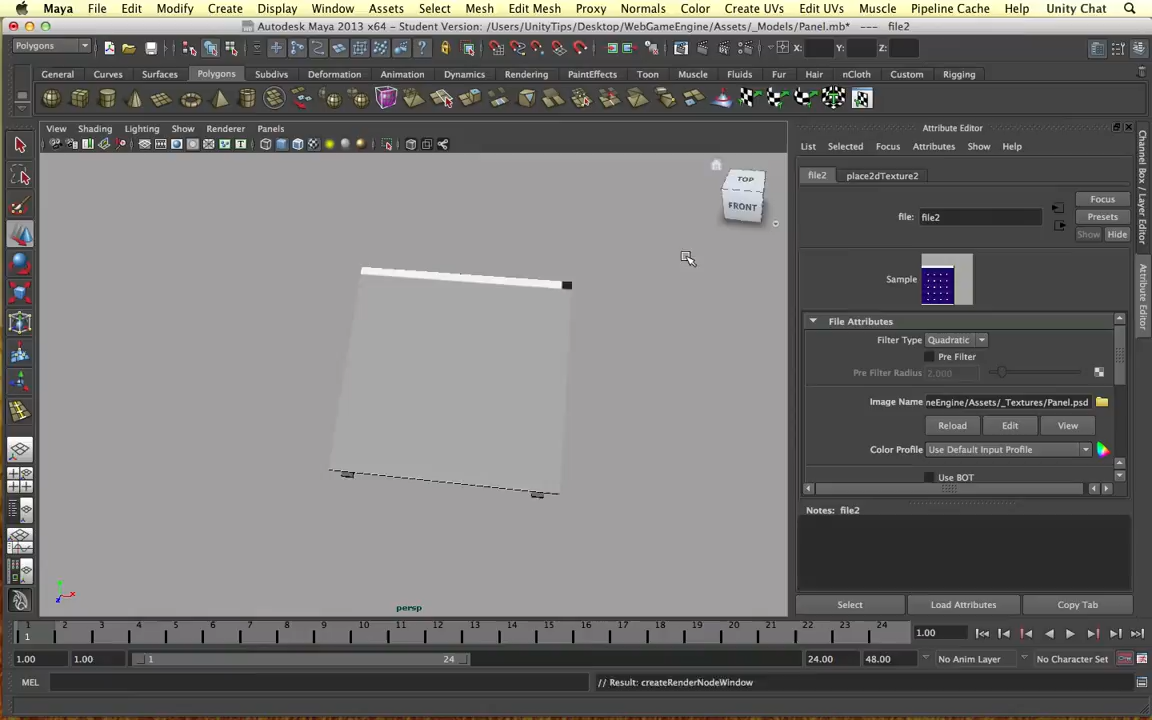 Maya File Edit Modify Create Display Window Assets Select Mesh Edit Mesh Proxy Normals Color Create UVs Edit UVs Muscle Pipeline Cache Help Unity Chat
Autodesk Maya 2013 x64 - Student Version: /Users/UnityTips/Desktop/WebGameEngine/Assets/_Models/Panel.mb* --- file2
Polygons X: Y: Z:
General Curves Surfaces Polygons Subdivs Deformation Animation Dynamics Rendering PaintEffects Toon Muscle Fluids Fur Hair nCloth Custom Rigging
View Shading Lighting Show Renderer Panels
TOP
FRONT
persp
Attribute Editor
List Selected Focus Attributes Show Help
file2 place2dTexture2
Focus
file: file2 Presets
Show Hide
Sample
File Attributes
Filter Type Quadratic
Pre Filter
Pre Filter Radius 2.000
Image Name neEngine/Assets/_Textures/Panel.psd
Reload Edit View
Color Profile Use Default Input Profile
Use BOT
Notes: file2
Select Load Attributes Copy Tab
Channel Box / Layer Editor
Attribute Editor
1 2 3 4 5 6 7 8 9 10 11 12 13 14 15 16 17 18 19 20 21 22 23 24
1 1.00
1.00 1.00 1 24 24.00 48.00 No Anim Layer No Character Set
MEL // Result: createRenderNodeWindow